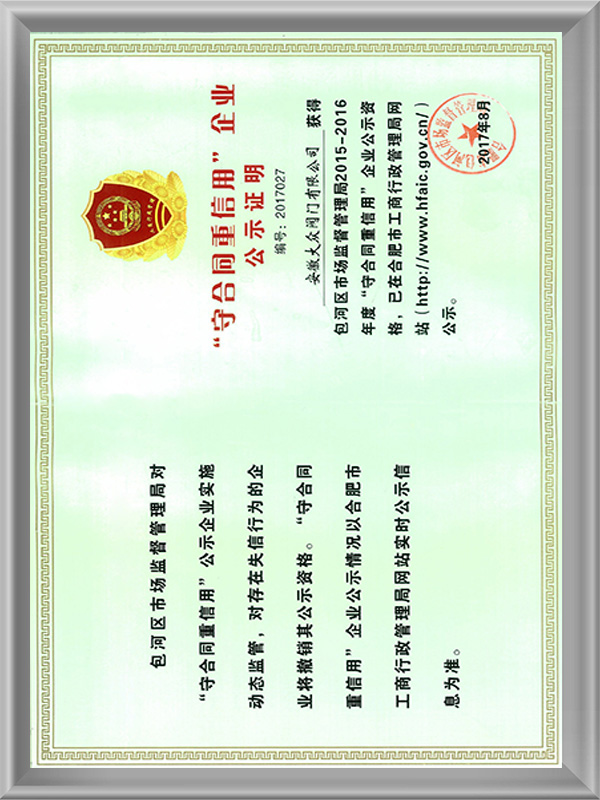 包河区市场监督管理局对
“守合同重信用”公示企业实施
动态监管，对存在失信行为的企
业将撤销其公示资格。“守合同
重信用”企业公示情况以合肥市
工商行政管理局网站实时公示信
息为准。
“守合同重信用”企业
公示证明
编号：2017027
安徽大众阀门有限公司 获得
包河区市场监督管理局2015-2016
年度“守合同重信用”企业公示资
格，已在合肥市工商行政管理局网
站（http://www.hfaic.gov.cn/）
公示。
2017年8月